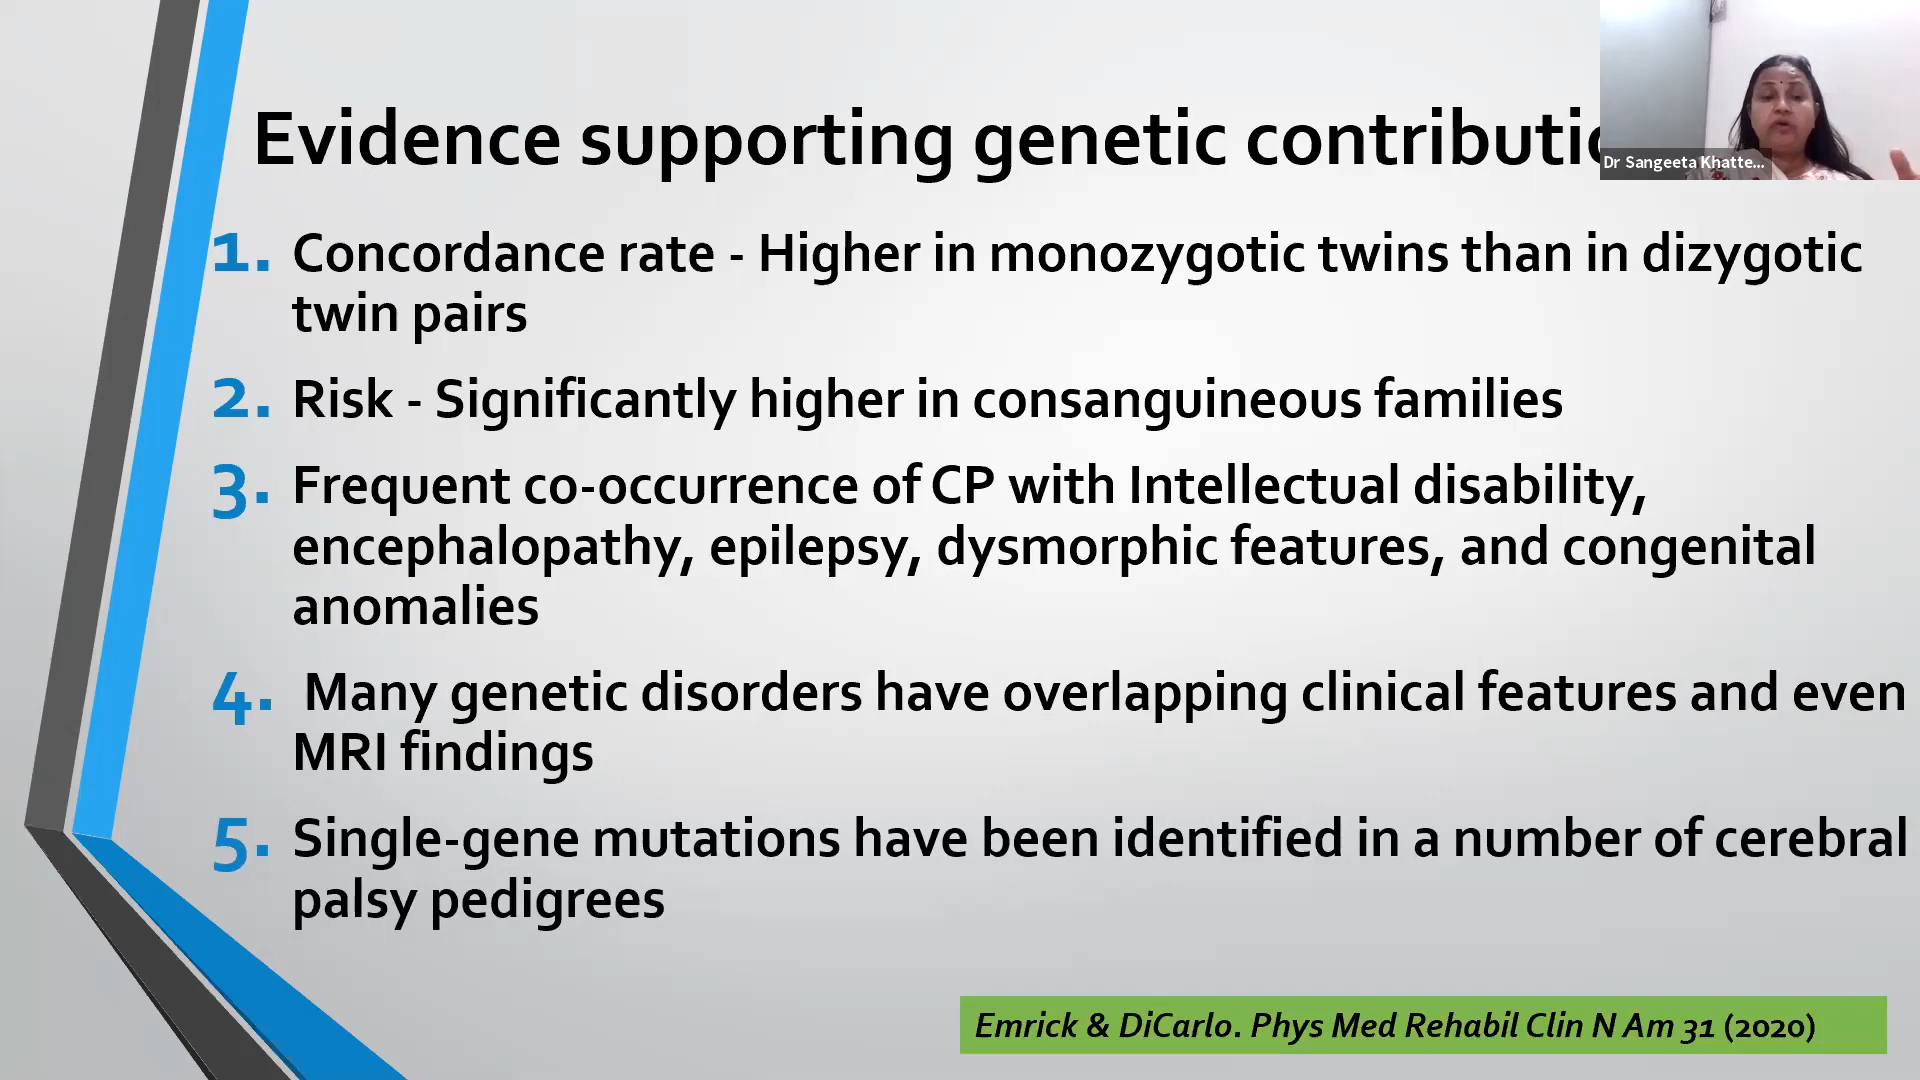 Evidence supporting genetic
Dr Sangeeta Khatte...
1. Concordance rate - Higher in monozygotic twins than in dizygotic
twin pairs
2. Risk - Significantly higher in consanguineous families
3. Frequent co-occurrence of CP with Intellectual disability,
encephalopathy, epilepsy, dysmorphic features, and congenital
anomalies
4. Many genetic disorders have overlapping clinical features and even
MRI findings
5. Single-gene mutations have been identified in a number of cerebral
palsy pedigrees
Emrick & DiCarlo. Phys Med Rehabil Clin N Am 31 (2020)